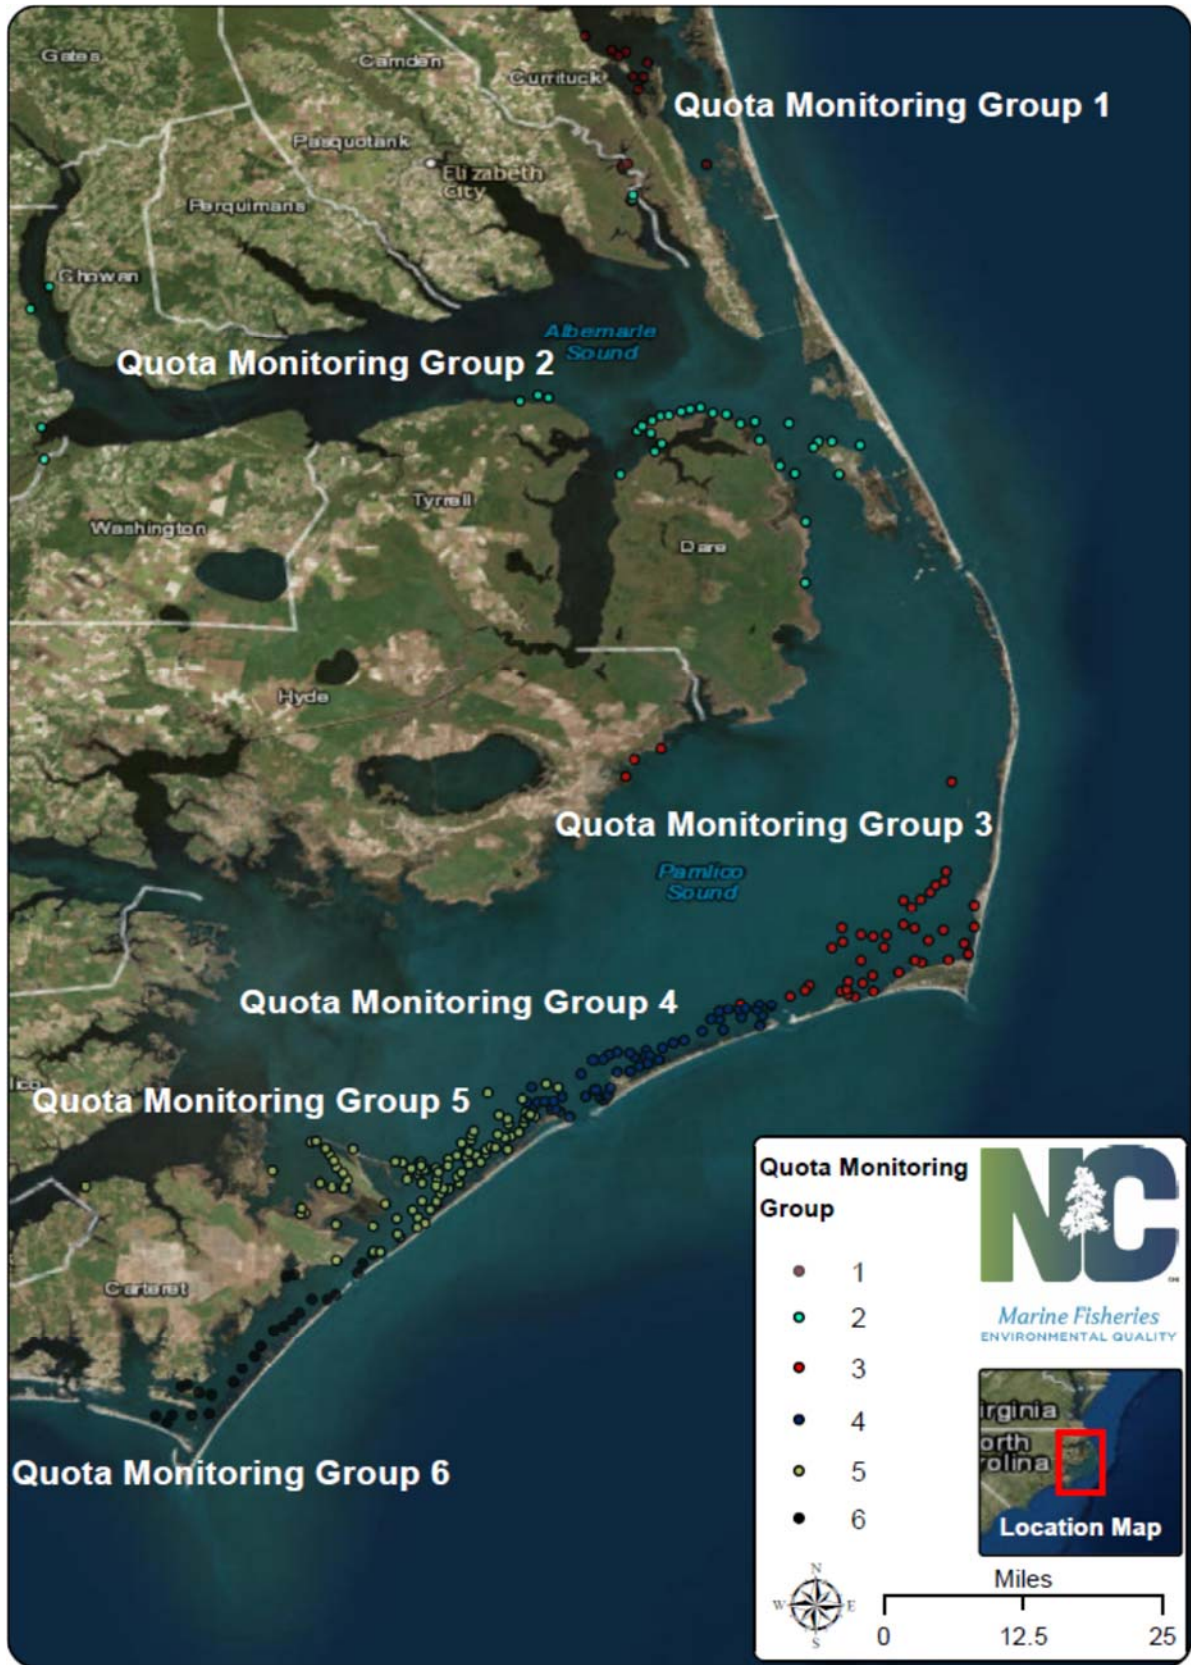 Gates
Camden
Currituck
Quota Monitoring Group 1
Pasquotank
Elizabeth
City
Perquimans
Chowan
Albemarle
Sound
Quota Monitoring Group 2
Tyrrell
Washington
Dare
Hyde
Quota Monitoring Group 3
Pamlico
Sound
Quota Monitoring Group 4
lico
Quota Monitoring Group 5
Carteret
Quota Monitoring Group 6
Quota Monitoring
Group
1
2
3
4
5
6
NC
Marine Fisheries
ENVIRONMENTAL QUALITY
irginia
orth
rolina
Location Map
N
W E
S
Miles
0 12.5 25